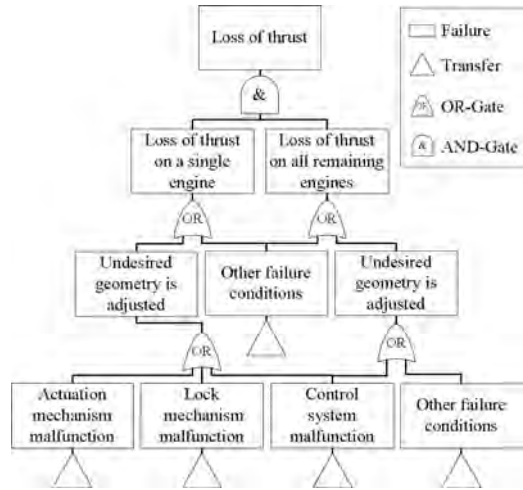 Loss of thrust
Failure
Transfer
OR
OR-Gate
&
AND-Gate
&
Loss of thrust
on a single
engine
Loss of thrust
on all remaining
engines
OR
OR
Undesired
geometry is
adjusted
Other failure
conditions
Undesired
geometry is
adjusted
OR
OR
Actuation
mechanism
malfunction
Lock
mechanism
malfunction
Control
system
malfunction
Other failure
conditions